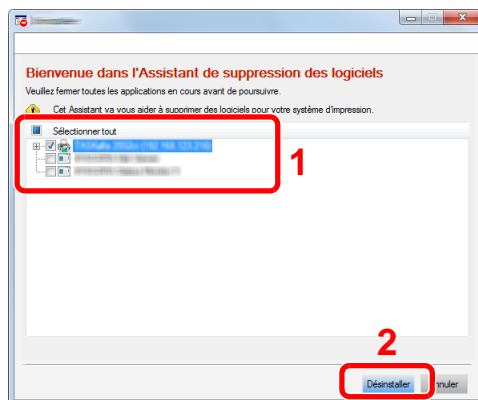 Bienvenue dans l'Assistant de suppression des logiciels
Veuillez fermer toutes les applications en cours avant de poursuivre.
Cet Assistant va vous aider à supprimer des logiciels pour votre système d'impression.
Sélectionner tout
1
2
Désinstaller